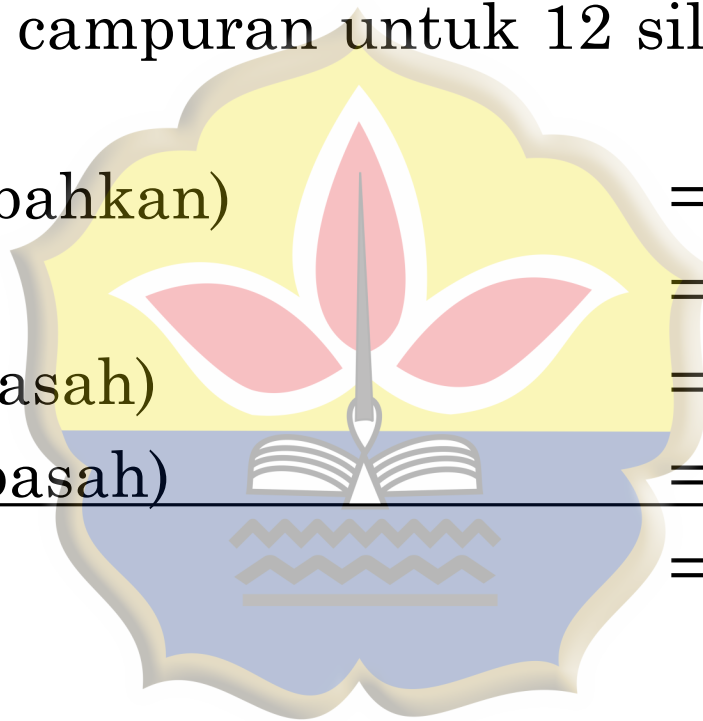 campuran untuk 12 sil
bahkan) =
=
asah) =
basah) =
=